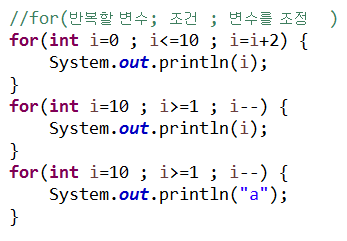 //for(반복할 변수; 조건 ; 변수를 조정   )
for(int i=0 ; i<=10 ; i=i+2) {
    System.out.println(i);
}
for(int i=10 ; i>=1 ; i--) {
    System.out.println(i);
}
for(int i=10 ; i>=1 ; i--) {
    System.out.println("a");
}